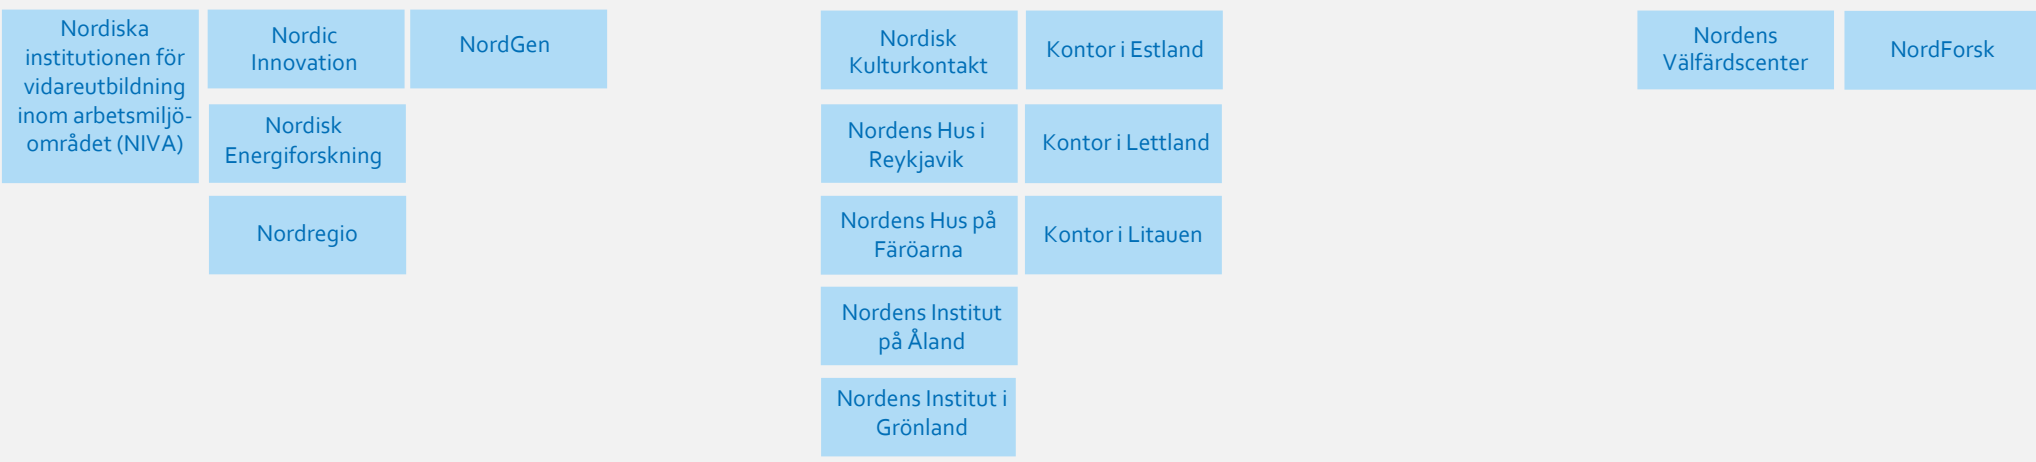 Nordiska
institutionen för
vidareutbildning
inom arbetsmiljö-
området (NIVA)
Nordic
Innovation
Nordisk
Energiforskning
Nordregio
NordGen
Nordisk
Kulturkontakt
Nordens Hus i
Reykjavik
Nordens Hus på
Färöarna
Nordens Institut
på Åland
Nordens Institut i
Grönland
Kontor i Estland
Kontor i Lettland
Kontor i Litauen
Nordens
Välfärdscenter
NordForsk